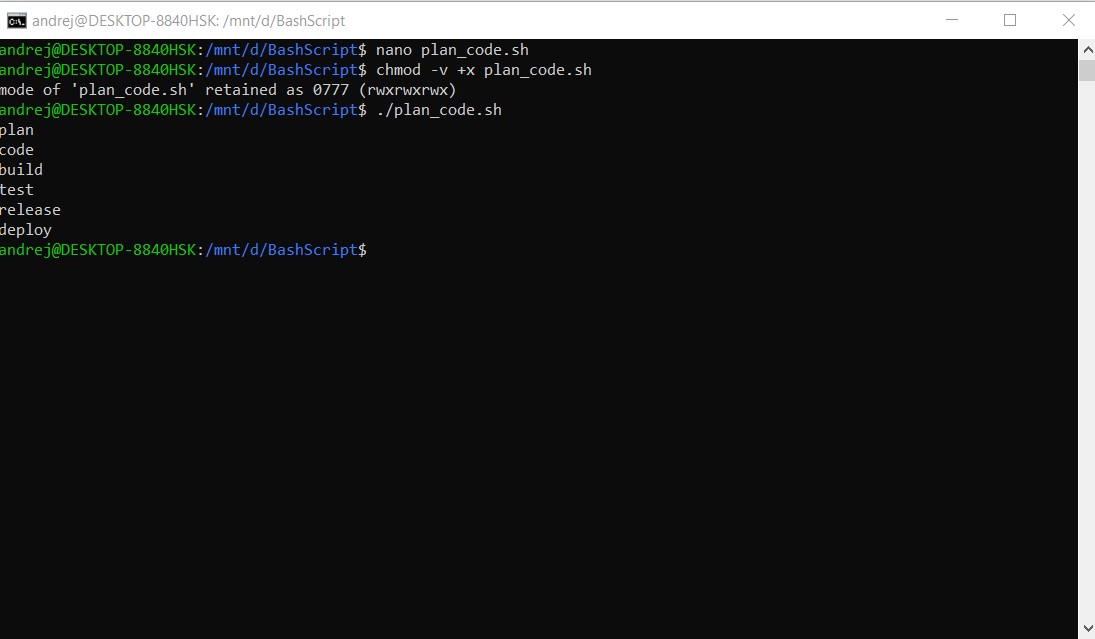 andrej@DESKTOP-8840HSK: /mnt/d/BashScript
andrej@DESKTOP-8840HSK:/mnt/d/BashScript$ nano plan_code.sh
andrej@DESKTOP-8840HSK:/mnt/d/BashScript$ chmod -v +x plan_code.sh
mode of 'plan_code.sh' retained as 0777 (rwxrwxrwx)
andrej@DESKTOP-8840HSK:/mnt/d/BashScript$ ./plan_code.sh
plan
code
build
test
release
deploy
andrej@DESKTOP-8840HSK:/mnt/d/BashScript$